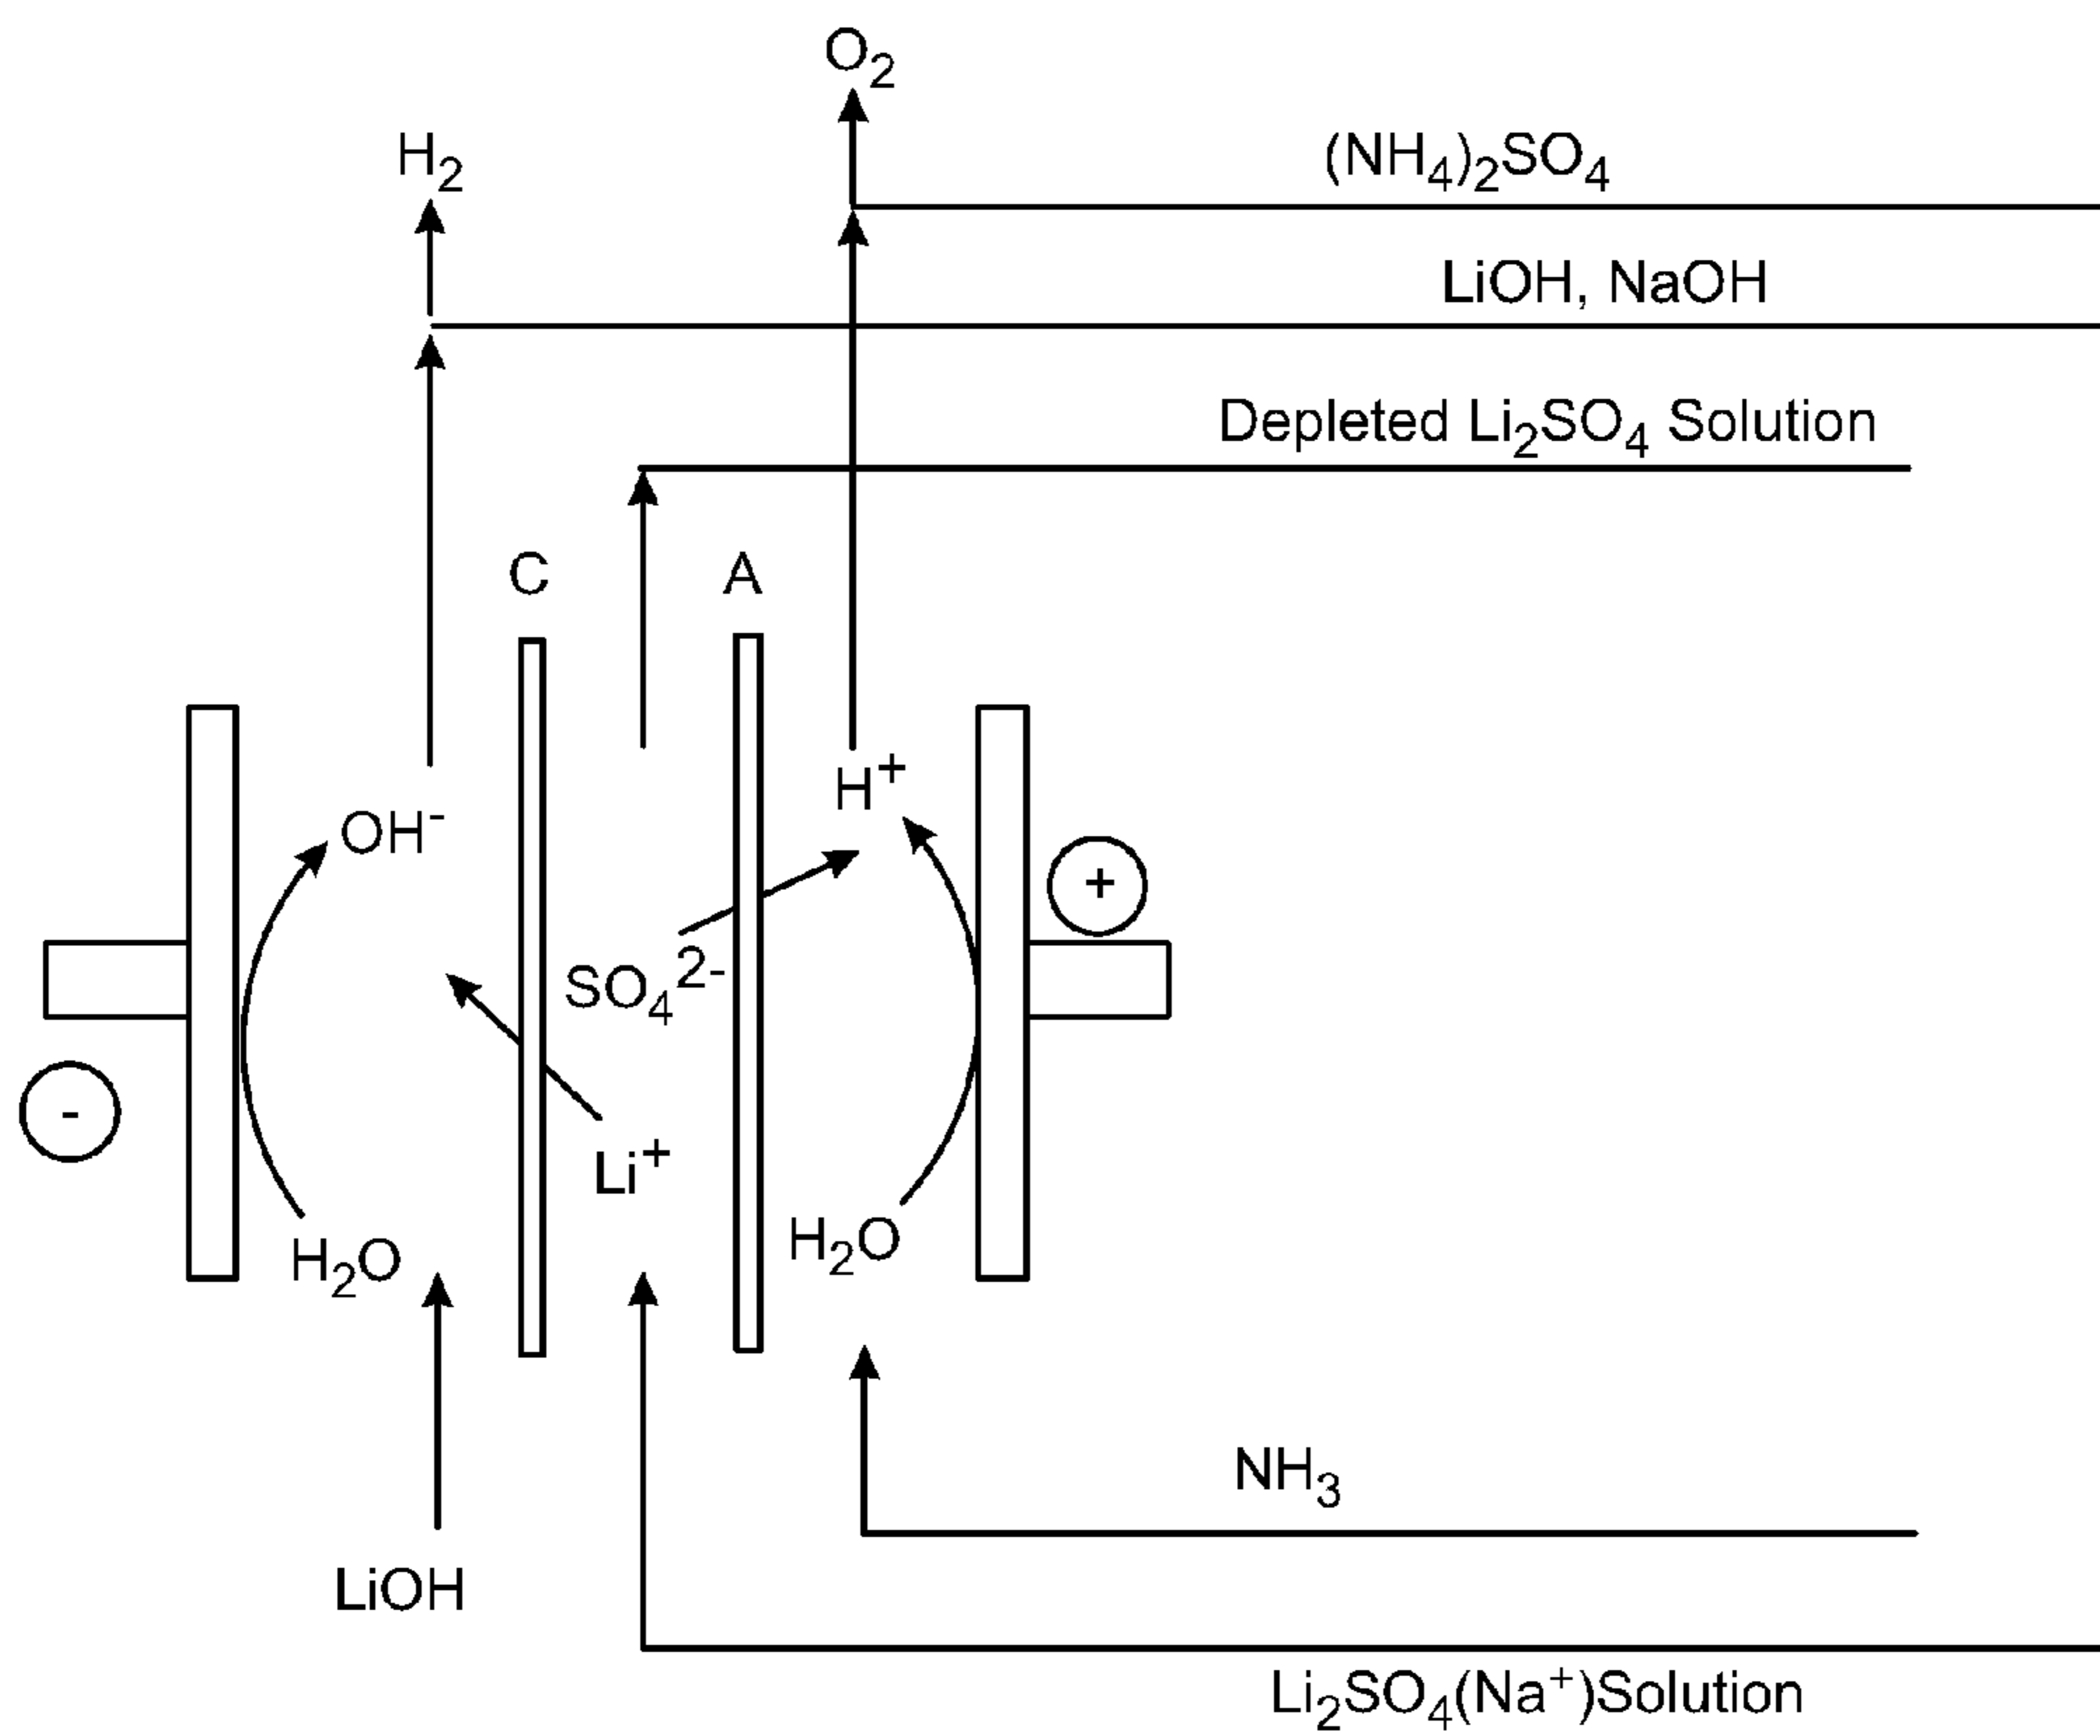 O₂
H₂
(NH₄)₂SO₄
LiOH, NaOH
Depleted Li₂SO₄ Solution
C
A
H⁺
OH⁻
+
SO₄²⁻
-
Li⁺
H₂O
H₂O
NH₃
LiOH
Li₂SO₄(Na⁺)Solution